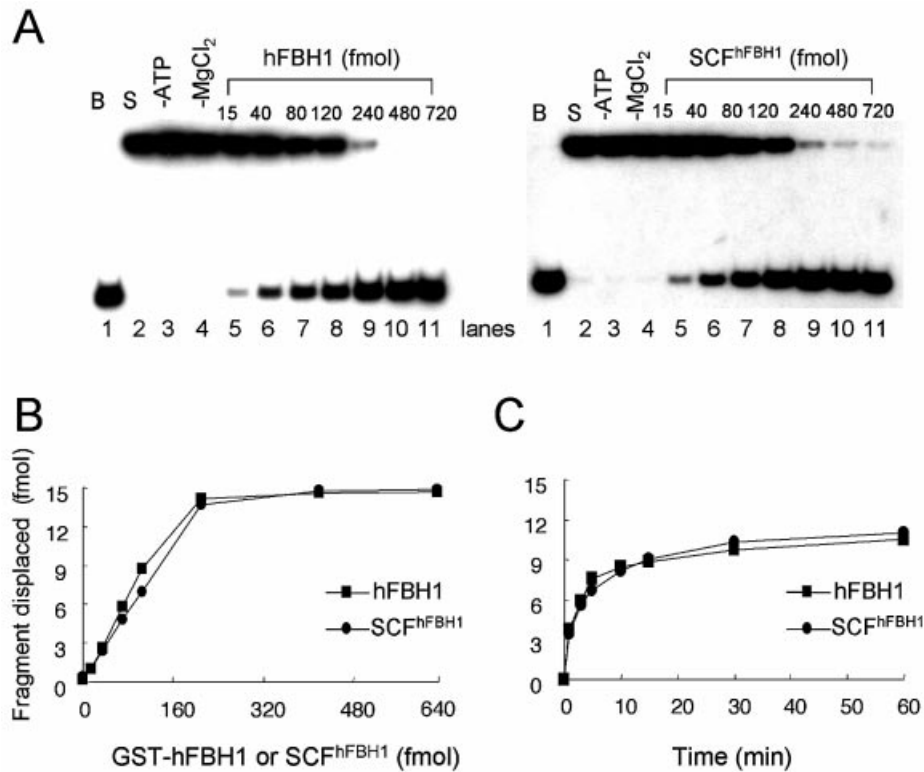 A
hFBH1 (fmol)
B S -ATP -MgCl₂ 15 40 80 120 240 480 720
1 2 3 4 5 6 7 8 9 10 11
lanes
SCFʰFBH1 (fmol)
B S -ATP -MgCl₂ 15 40 80 120 240 480 720
1 2 3 4 5 6 7 8 9 10 11
B
Fragment displaced (fmol)
15
12
9
6
3
0
hFBH1
SCFʰFBH1
0 160 320 480 640
GST-hFBH1 or SCFʰFBH1 (fmol)
C
15
12
9
6
3
0
hFBH1
SCFʰFBH1
0 10 20 30 40 50 60
Time (min)